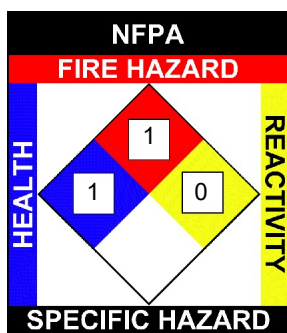 NFPA
FIRE HAZARD
HEALTH
1
1
0
REACTIVITY
SPECIFIC HAZARD